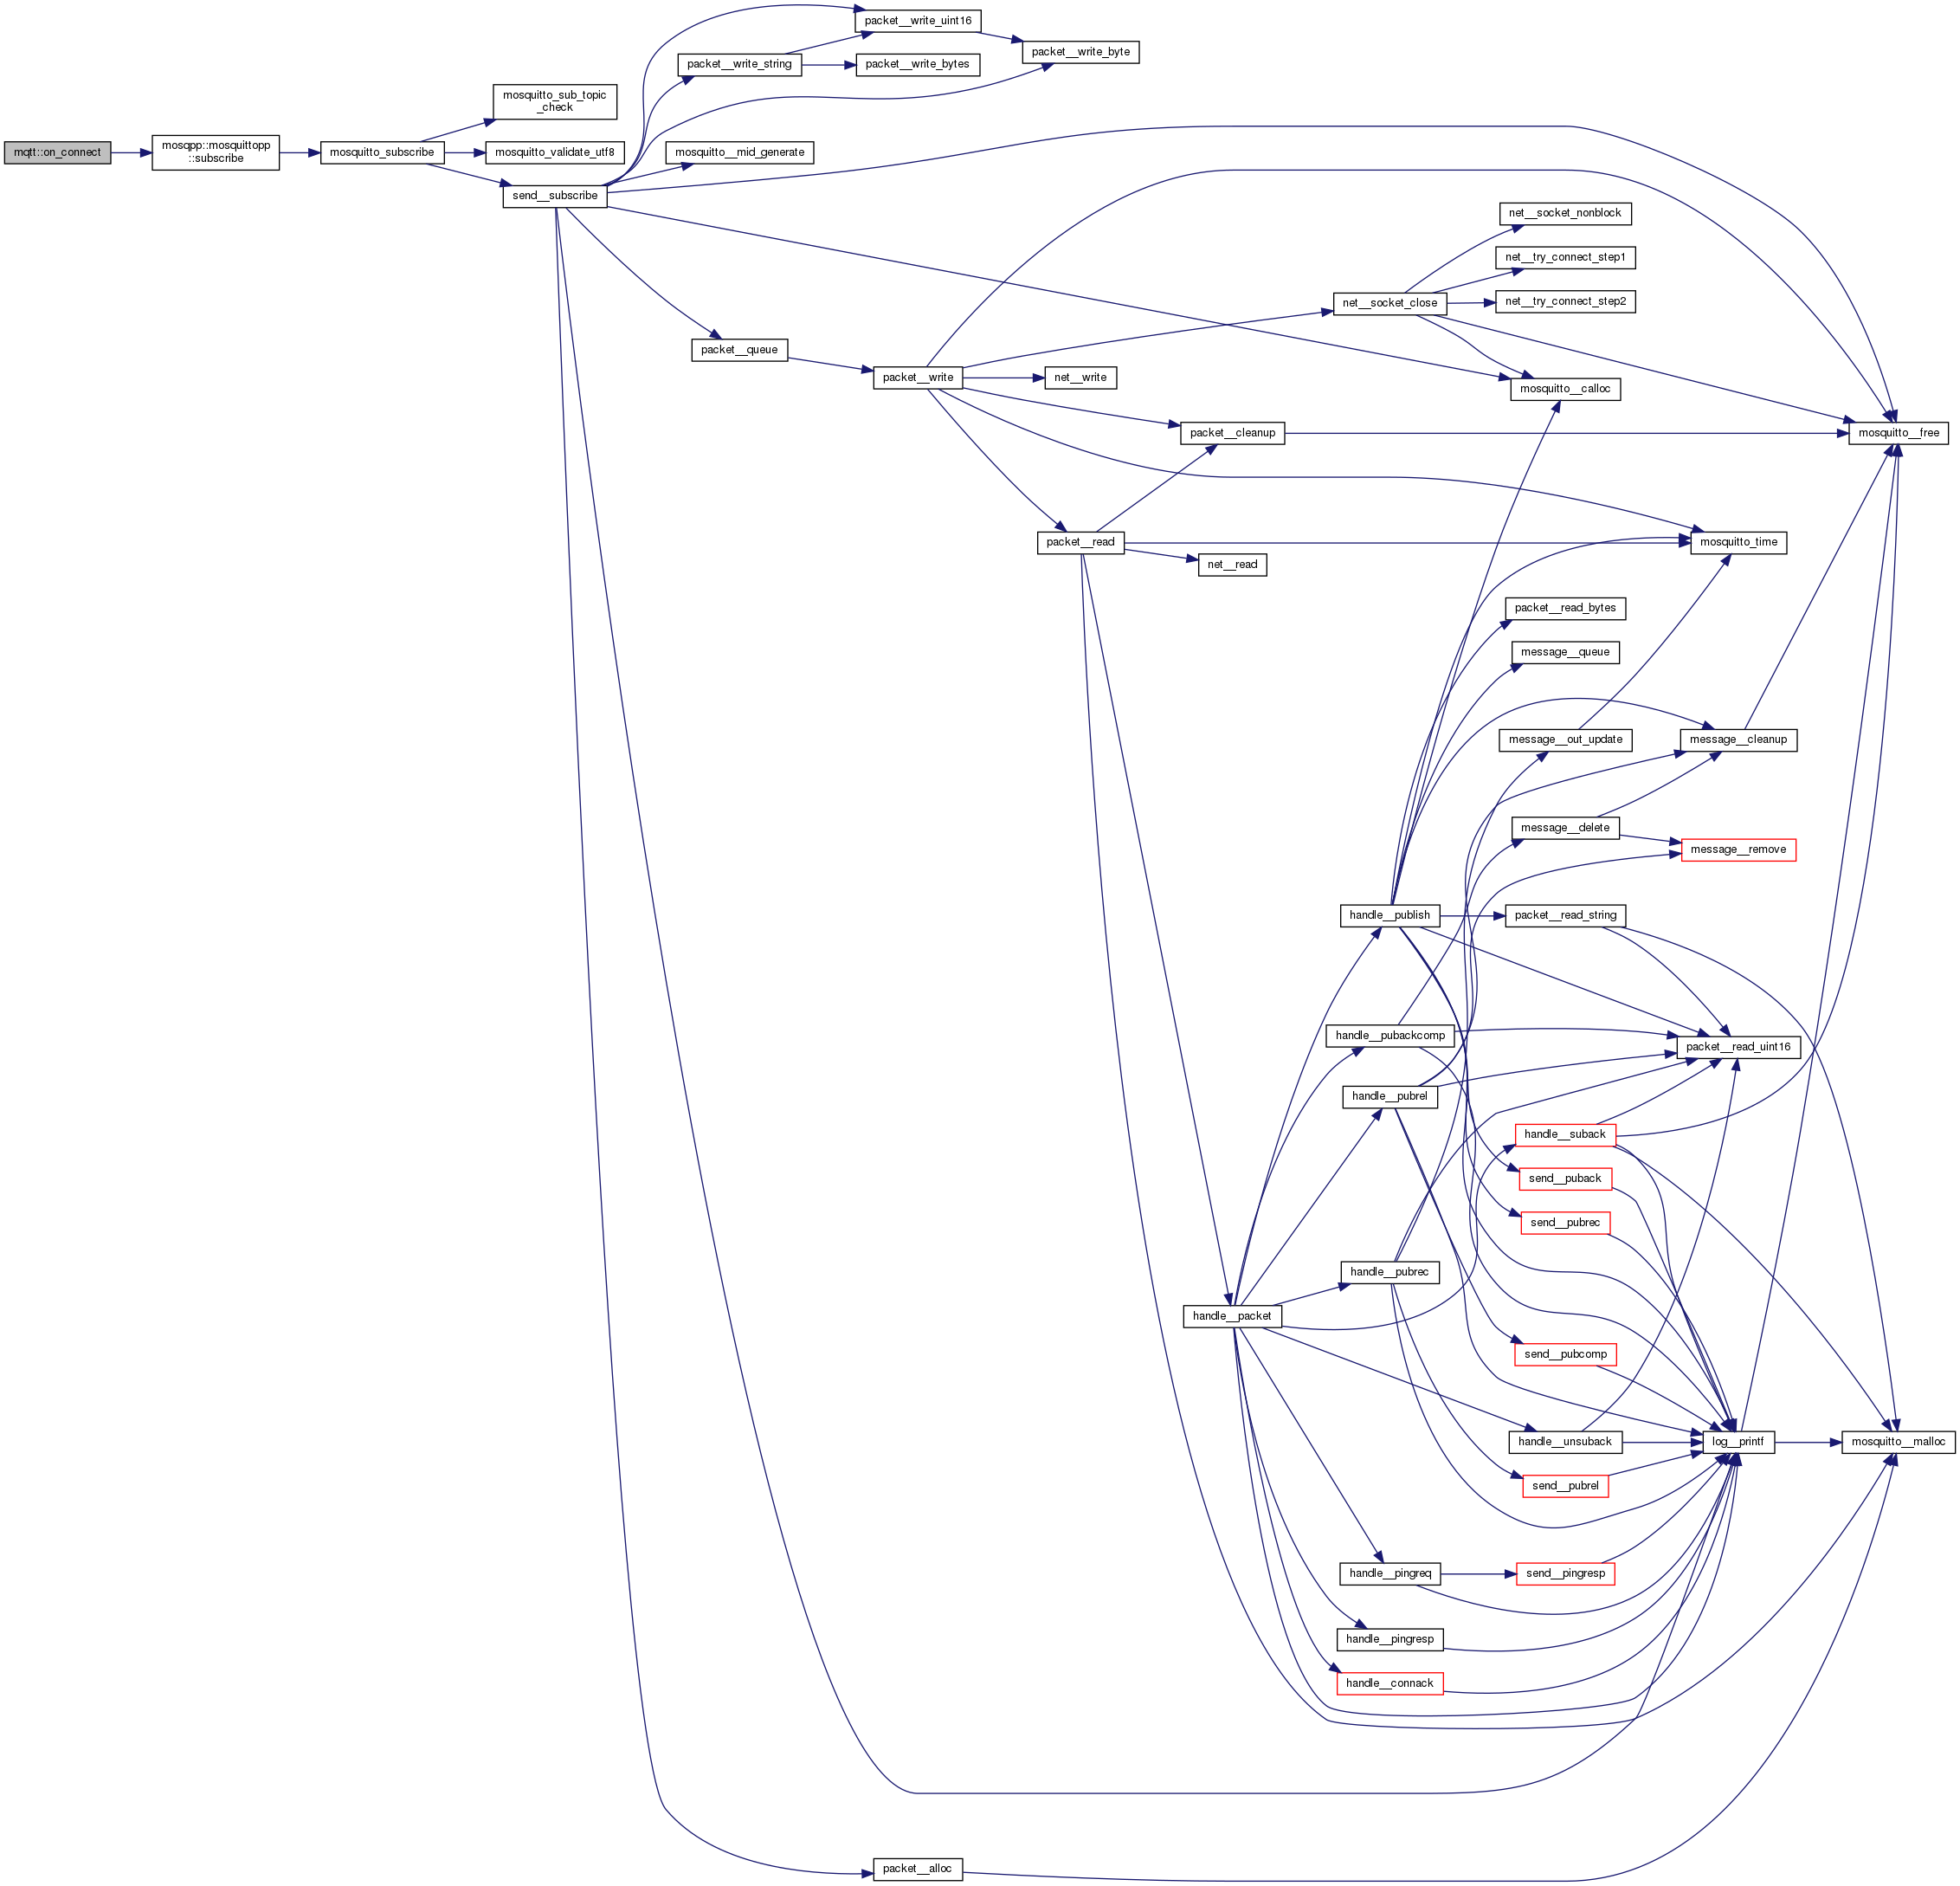 packet__write_uint16
packet__write_byte
packet__write_string
packet__write_bytes
mosquitto_sub_topic
_check
mqtt::on_connect
mosqpp::mosquittopp
::subscribe
mosquitto_subscribe
mosquitto_validate_utf8
mosquitto__mid_generate
send__subscribe
net__socket_nonblock
net__try_connect_step1
net__socket_close
net__try_connect_step2
packet__queue
packet__write
net__write
mosquitto__calloc
packet__cleanup
mosquitto__free
packet__read
mosquitto_time
net__read
packet__read_bytes
message__queue
message__out_update
message__cleanup
message__delete
message__remove
handle__publish
packet__read_string
handle__pubackcomp
packet__read_uint16
handle__pubrel
handle__suback
send__puback
send__pubrec
handle__pubrec
handle__packet
send__pubcomp
handle__unsuback
log__printf
mosquitto__malloc
send__pubrel
handle__pingreq
send__pingresp
handle__pingresp
handle__connack
packet__alloc